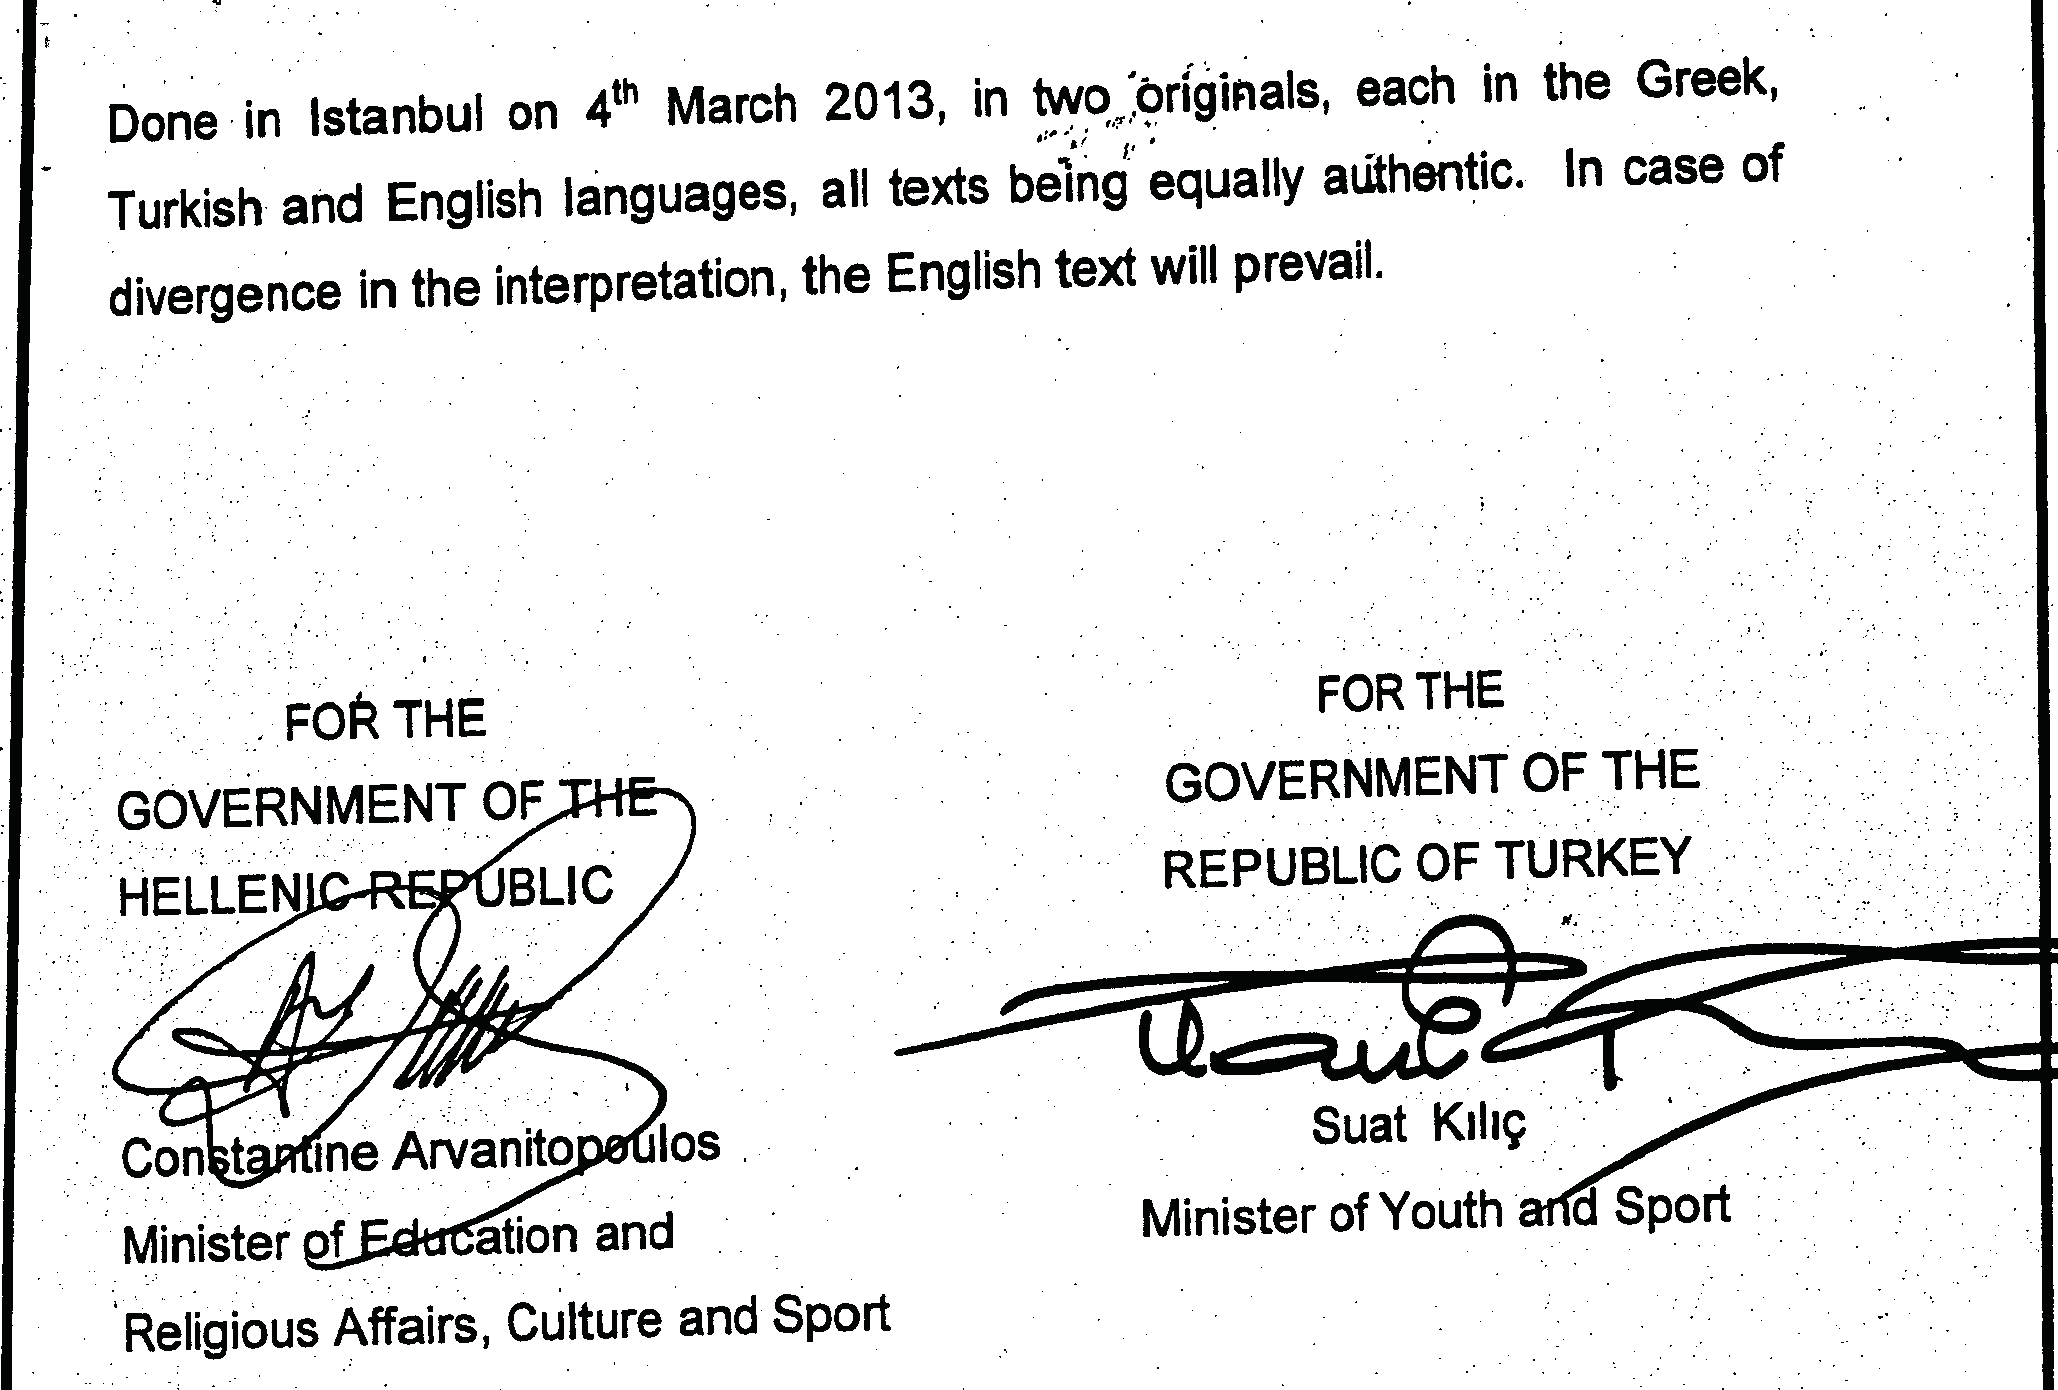 Done in Istanbul on 4th March 2013, in two originals, each in the Greek,
Turkish and English languages, all texts being equally authentic. In case of
divergence in the interpretation, the English text will prevail.
FOR THE
GOVERNMENT OF THE
HELLENIC REPUBLIC
Constantine Arvanitopoulos
Minister of Education and
Religious Affairs, Culture and Sport
FOR THE
GOVERNMENT OF THE
REPUBLIC OF TURKEY
Suat Kılıç
Minister of Youth and Sport